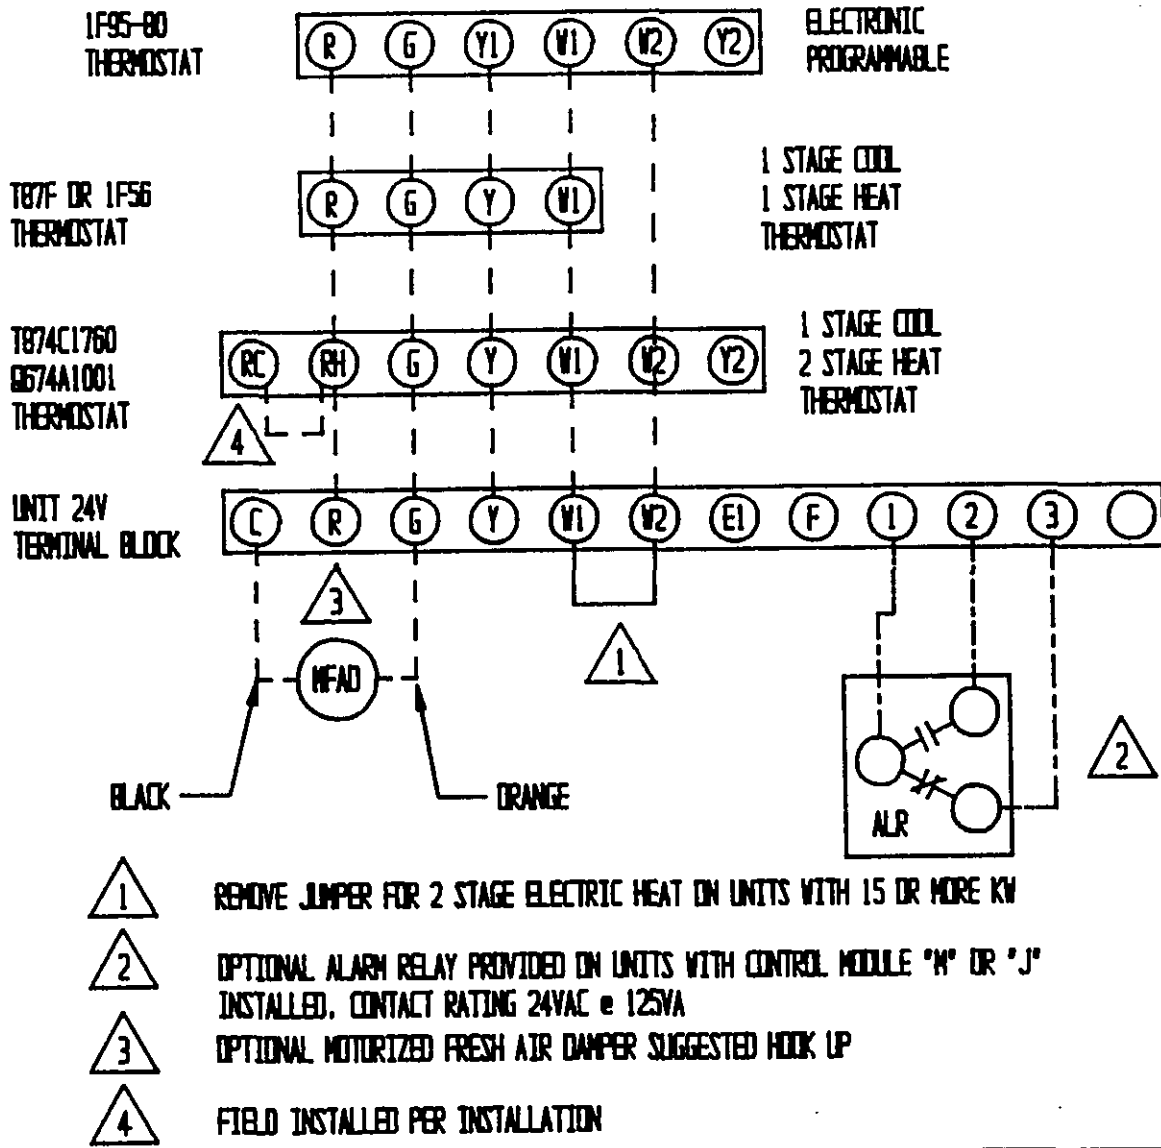 1F95-80
THERMOSTAT
R G Y1 W1 W2 Y2
ELECTRONIC
PROGRAMMABLE
T87F OR 1F56
THERMOSTAT
R G Y W1
1 STAGE COOL
1 STAGE HEAT
THERMOSTAT
T874C1760
Q674A1001
THERMOSTAT
RC RH G Y W1 W2 Y2
1 STAGE COOL
2 STAGE HEAT
THERMOSTAT
4
UNIT 24V
TERMINAL BLOCK
C R G Y W1 W2 E1 F 1 2 3
3
1
MFAD
2
BLACK
ORANGE
ALR
1 REMOVE JUMPER FOR 2 STAGE ELECTRIC HEAT ON UNITS WITH 15 OR MORE KW
2 OPTIONAL ALARM RELAY PROVIDED ON UNITS WITH CONTROL MODULE "M" OR "J"
INSTALLED. CONTACT RATING 24VAC @ 125VA
3 OPTIONAL MOTORIZED FRESH AIR DAMPER SUGGESTED HOOK UP
4 FIELD INSTALLED PER INSTALLATION